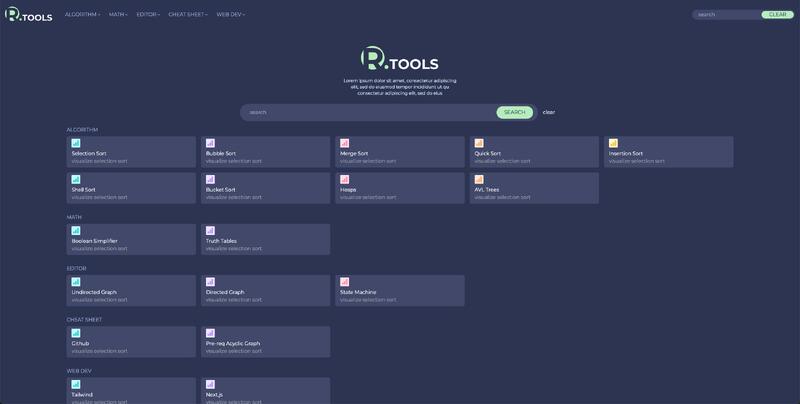 R.TOOLS
ALGORITHM
MATH
EDITOR
CHEAT SHEET
WEB DEV
search
CLEAR
R.TOOLS
Lorem ipsum dolor sit amet, consectetur adipiscing
elit, sed do eiusmod tempor incididunt ut qu
consectetur adipiscing elit, sed do eius
search
SEARCH
clear
ALGORITHM
Selection Sort
visualize selection sort
Bubble Sort
visualize selection sort
Merge Sort
visualize selection sort
Quick Sort
visualize selection sort
Insertion Sort
visualize selection sort
Shell Sort
visualize selection sort
Bucket Sort
visualize selection sort
Heaps
visualize selection sort
AVL Trees
visualize selection sort
MATH
Boolean Simplifier
visualize selection sort
Truth Tables
visualize selection sort
EDITOR
Undirected Graph
visualize selection sort
Directed Graph
visualize selection sort
State Machine
visualize selection sort
CHEAT SHEET
Github
visualize selection sort
Pre-req Acyclic Graph
visualize selection sort
WEB DEV
Tailwind
visualize selection sort
Next.js
visualize selection sort